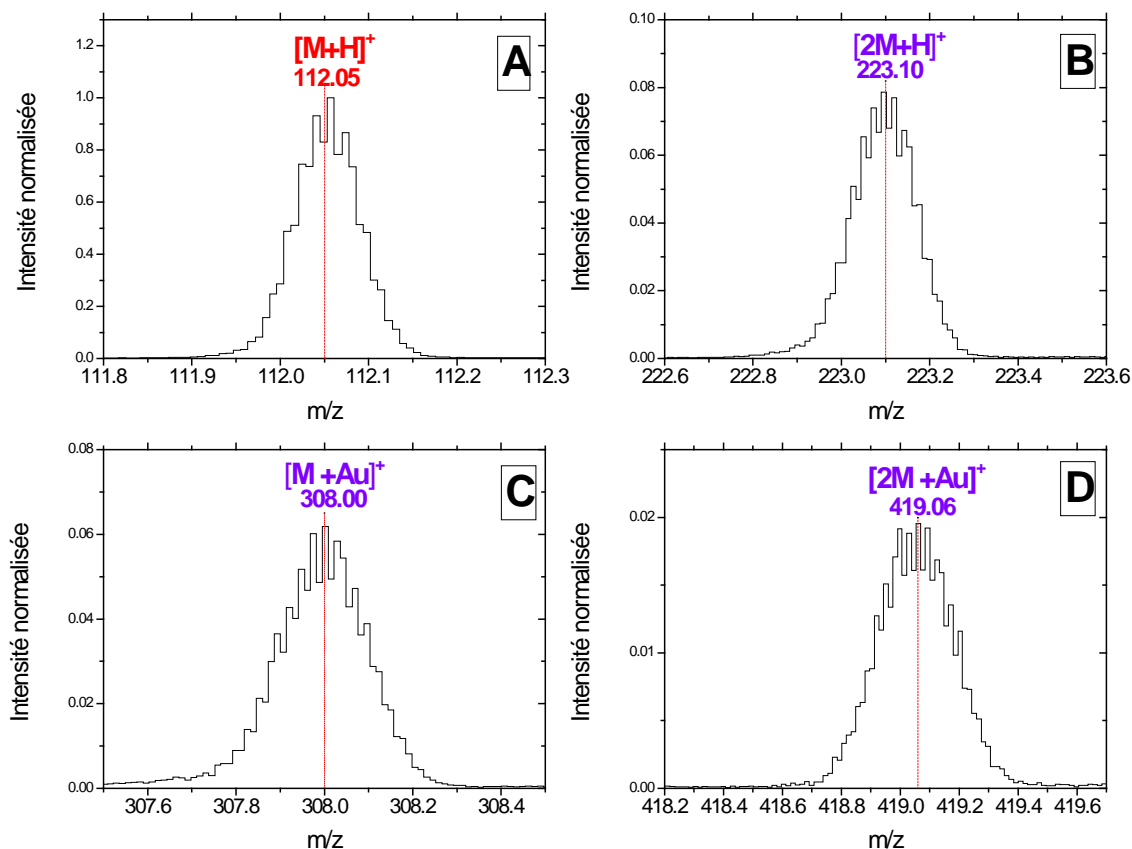 [M+H]⁺
112.05
A
1.2
1.0
0.8
0.6
0.4
0.2
0.0
Intensité normalisée
111.8 111.9 112.0 112.1 112.2 112.3
m/z
[2M+H]⁺
223.10
B
0.10
0.08
0.06
0.04
0.02
0.00
Intensité normalisée
222.6 222.8 223.0 223.2 223.4 223.6
m/z
[M +Au]⁺
308.00
C
0.08
0.06
0.04
0.02
0.00
Intensité normalisée
307.6 307.8 308.0 308.2 308.4
m/z
[2M +Au]⁺
419.06
D
0.02
0.01
0.00
Intensité normalisée
418.2 418.4 418.6 418.8 419.0 419.2 419.4 419.6
m/z